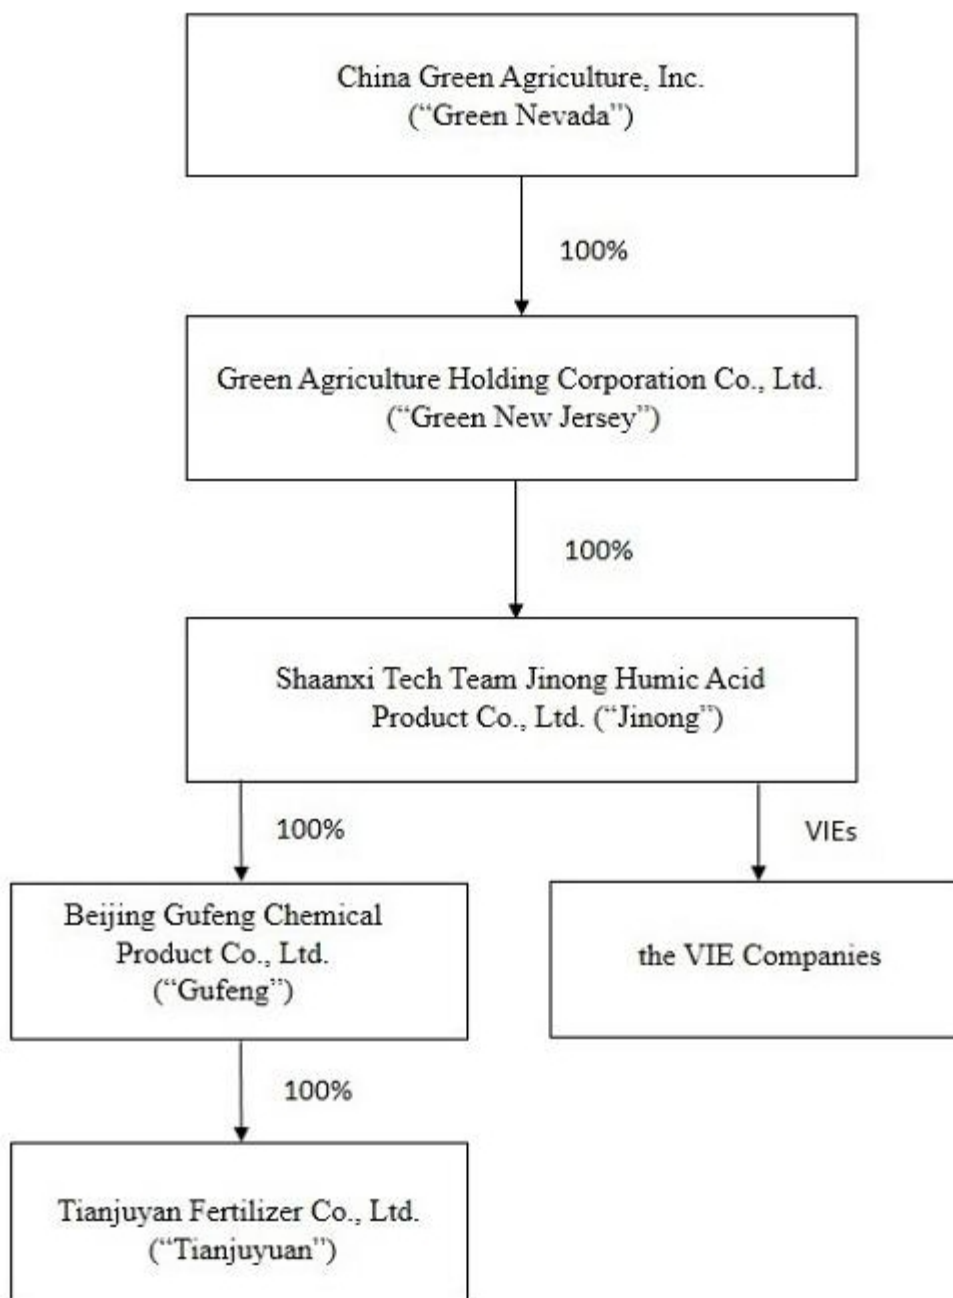 China Green Agriculture, Inc.
(“Green Nevada”)
100%
Green Agriculture Holding Corporation Co., Ltd.
(“Green New Jersey”)
100%
Shaanxi Tech Team Jinong Humic Acid
Product Co., Ltd. (“Jinong”)
100%
VIEs
Beijing Gufeng Chemical
Product Co., Ltd.
(“Gufeng”)
the VIE Companies
100%
Tianjuyan Fertilizer Co., Ltd.
(“Tianjuyuan”)